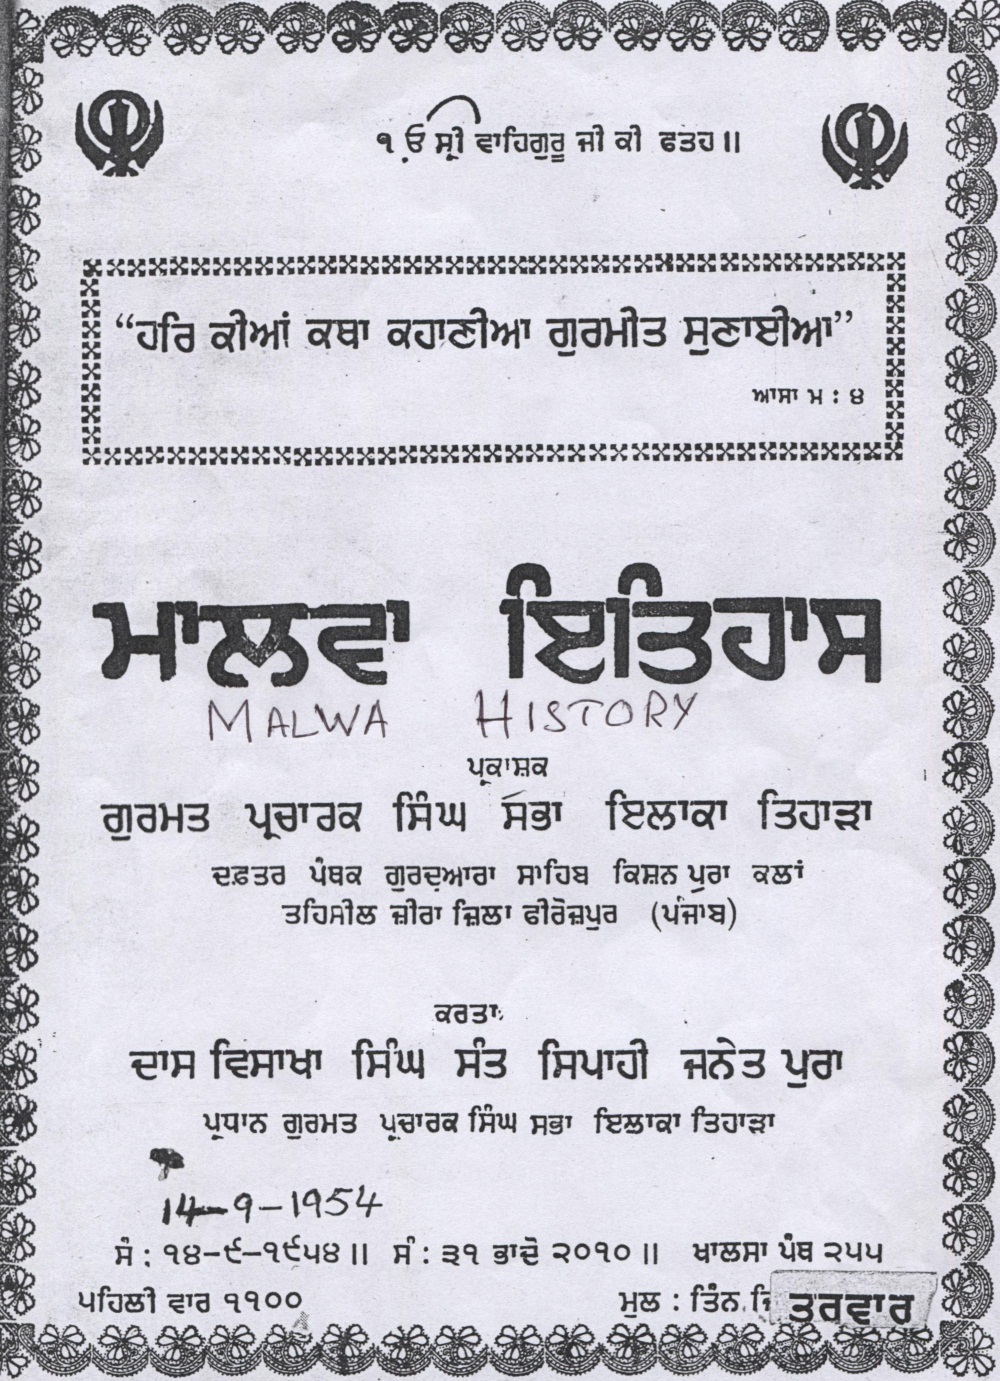 ੧ਓ ਸ੍ਰੀ ਵਾਹਿਗੁਰੂ ਜੀ ਕੀ ਫਤਹ॥
“ਹਰਿ ਕੀਆਂ ਕਥਾ ਕਹਾਣੀਆ ਗੁਰਮੀਤ ਸੁਣਾਈਆ”
ਆਸਾ ਮ : ੪
ਮਾਲਵਾ ਇਤਿਹਾਸ
MALWA HISTORY
ਪ੍ਰਕਾਸ਼ਕ
ਗੁਰਮਤ ਪ੍ਰਚਾਰਕ ਸਿੰਘ ਸਭਾ ਇਲਾਕਾ ਤਿਹਾੜਾ
ਦਫ਼ਤਰ ਪੰਥਕ ਗੁਰਦੁਆਰਾ ਸਾਹਿਬ ਕਿਸ਼ਨ ਪੁਰਾ ਕਲਾਂ
ਤਹਿਸੀਲ ਜ਼ੀਰਾ ਜ਼ਿਲਾ ਫੀਰੋਜ਼ਪੁਰ (ਪੰਜਾਬ)
ਕਰਤਾ:
ਦਾਸ ਵਿਸਾਖਾ ਸਿੰਘ ਸੰਤ ਸਿਪਾਹੀ ਜਨੇਤ ਪੁਰਾ
ਪ੍ਰਧਾਨ ਗੁਰਮਤ ਪ੍ਰਚਾਰਕ ਸਿੰਘ ਸਭਾ ਇਲਾਕਾ ਤਿਹਾੜਾ
14-9-1954
ਸੰ: ੧੪-੯-੧੯੫੪॥ ਸੰ: ੩੧ ਭਾਦੋ ੨੦੧੦॥ ਖਾਲਸਾ ਪੰਥ ੨੫੫
ਪਹਿਲੀ ਵਾਰ ੧੧੦੦ ਮੁਲ : ਤਿੰਨ ਤਰਵਾਰ